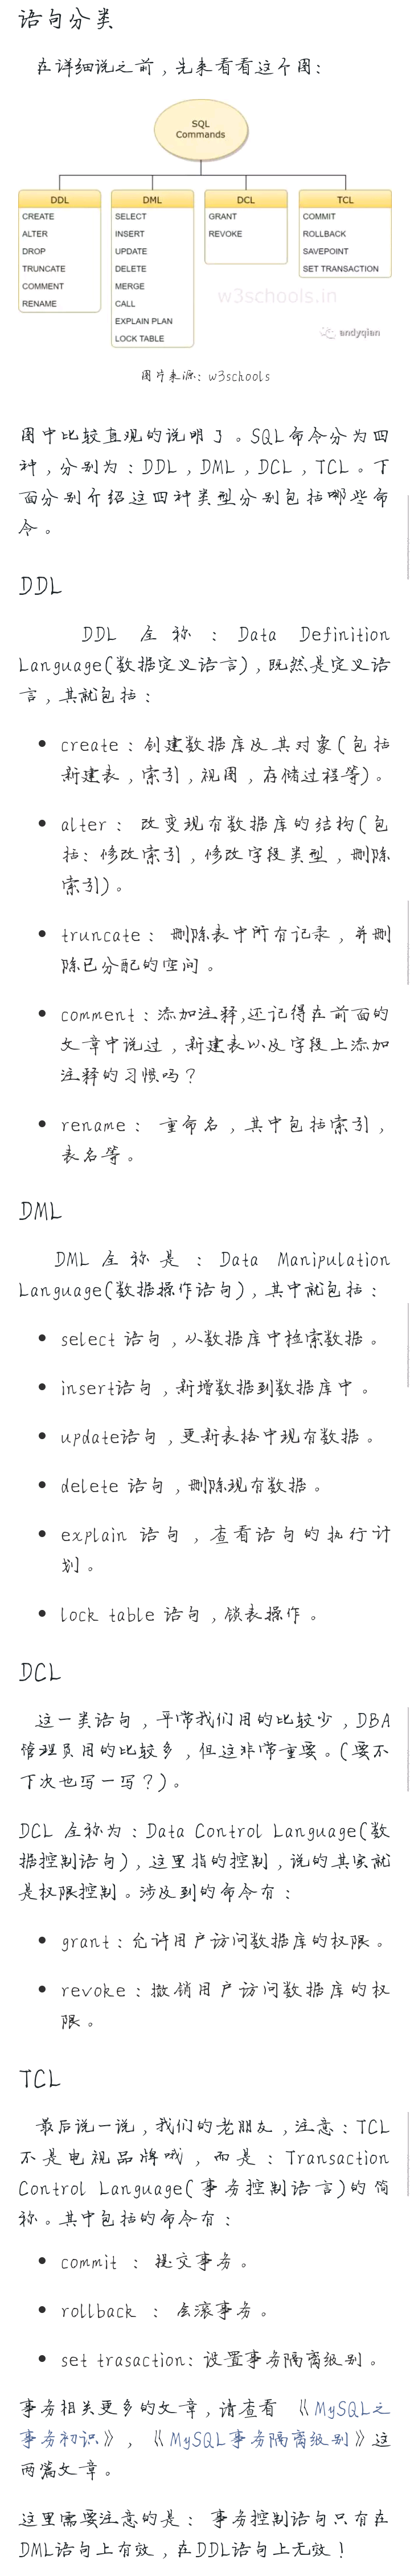 语句分类
在详细说之前，先来看看这个图：
SQL
Commands
DDL
CREATE
ALTER
DROP
TRUNCATE
COMMENT
RENAME
DML
SELECT
INSERT
UPDATE
DELETE
MERGE
CALL
EXPLAIN PLAN
LOCK TABLE
DCL
GRANT
REVOKE
TCL
COMMIT
ROLLBACK
SAVEPOINT
SET TRANSACTION
w3schools.in
andyqian
图片来源：w3schools
图中比较直观的说明了。SQL命令分为四
种，分别为：DDL，DML，DCL，TCL。下
面分别介绍这四种类型分别包括哪些命
令。
DDL
DDL 全称：Data Definition
Language(数据定义语言)，既然是定义语
言，其就包括：
• create：创建数据库及其对象(包括
新建表，索引，视图，存储过程等)。
• alter： 改变现有数据库的结构(包
括：修改索引，修改字段类型，删除
索引)。
• truncate： 删除表中所有记录，并删
除已分配的空间。
• comment：添加注释,还记得在前面的
文章中说过，新建表以及字段上添加
注释的习惯吗？
• rename： 重命名，其中包括索引，
表名等。
DML
DML 全称是：Data Manipulation
Language(数据操作语句)，其中就包括：
• select 语句，从数据库中检索数据。
• insert语句，新增数据到数据库中。
• update语句，更新表格中现有数据。
• delete 语句，删除现有数据。
• explain 语句，查看语句的执行计
划。
• lock table 语句，锁表操作。
DCL
这一类语句，平常我们用的比较少，DBA
管理员用的比较多，但这非常重要。(要不
下次也写一写？)。
DCL 全称为：Data Control Language(数
据控制语句)，这里指的控制，说的其实就
是权限控制。涉及到的命令有：
• grant：允许用户访问数据库的权限。
• revoke：撤销用户访问数据库的权
限。
TCL
最后说一说，我们的老朋友，注意：TCL
不是电视品牌哦，而是：Transaction
Control Language(事务控制语言)的简
称。其中包括的命令有：
• commit ：提交事务。
• rollback ：会滚事务。
• set trasaction：设置事务隔离级别。
事务相关更多的文章，请查看 《MySQL之
事务初识》，《MySQL事务隔离级别》这
两篇文章。
这里需要注意的是： 事务控制语句只有在
DML语句上有效，在DDL语句上无效！